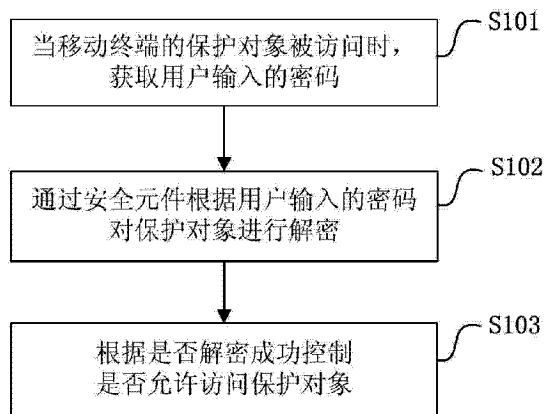 当移动终端的保护对象被访问时，
获取用户输入的密码
S101
通过安全元件根据用户输入的密码
对保护对象进行解密
S102
根据是否解密成功控制
是否允许访问保护对象
S103